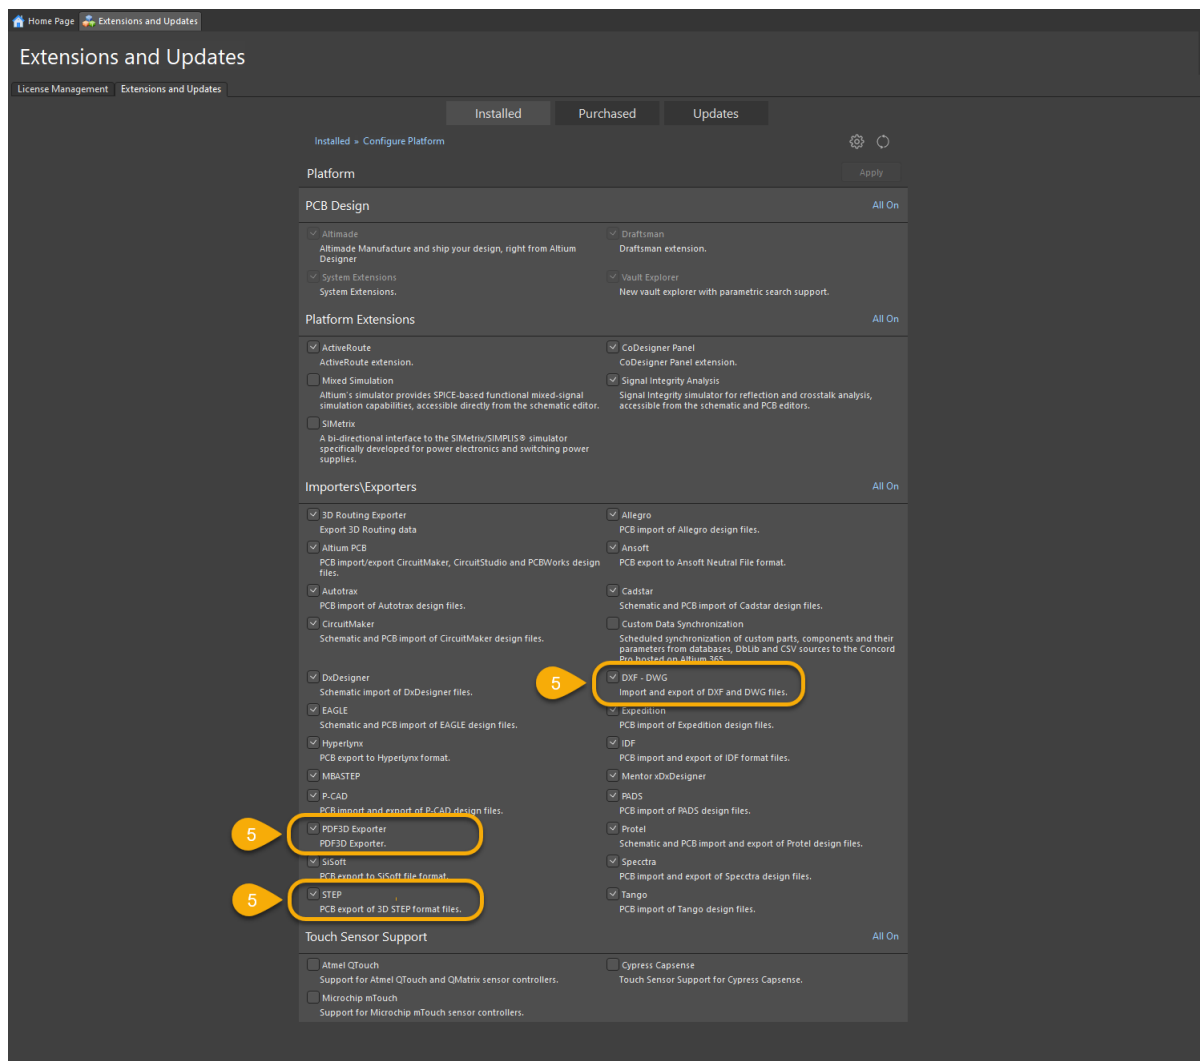 Home Page Extensions and Updates
Extensions and Updates
License Management Extensions and Updates
Installed Purchased Updates
Installed » Configure Platform
Platform Apply
PCB Design All On
Altimade
Altimade Manufacture and ship your design, right from Altium
Designer
Draftsman
Draftsman extension.
System Extensions
System Extensions.
Vault Explorer
New vault explorer with parametric search support.
Platform Extensions All On
ActiveRoute
ActiveRoute extension.
CoDesigner Panel
CoDesigner Panel extension.
Mixed Simulation
Altium's simulator provides SPICE-based functional mixed-signal
simulation capabilities, accessible directly from the schematic editor.
Signal Integrity Analysis
Signal Integrity simulator for reflection and crosstalk analysis,
accessible from the schematic and PCB editors.
SIMetrix
A bi-directional interface to the SIMetrix/SIMPLIS® simulator
specifically developed for power electronics and switching power
supplies.
Importers\Exporters All On
3D Routing Exporter
Export 3D Routing data
Allegro
PCB import of Allegro design files.
Altium PCB
PCB import/export CircuitMaker, CircuitStudio and PCBWorks design
files.
Ansoft
PCB export to Ansoft Neutral File format.
Autotrax
PCB import of Autotrax design files.
Cadstar
Schematic and PCB import of Cadstar design files.
CircuitMaker
Schematic and PCB import of CircuitMaker design files.
Custom Data Synchronization
Scheduled synchronization of custom parts, components and their
parameters from databases, DbLib and CSV sources to the Concord
Pro hosted on Altium 365.
DxDesigner
Schematic import of DxDesigner files.
5
DXF - DWG
Import and export of DXF and DWG files.
EAGLE
Schematic and PCB import of EAGLE design files.
Expedition
PCB import of Expedition design files.
HyperLynx
PCB export to HyperLynx format.
IDF
PCB import and export of IDF format files.
MBASTEP
Mentor xDxDesigner
P-CAD
PCB import and export of P-CAD design files.
PADS
PCB import of PADS design files.
5
PDF3D Exporter
PDF3D Exporter.
Protel
Schematic and PCB import and export of Protel design files.
SiSoft
PCB export to SiSoft file format.
Specctra
PCB import and export of Specctra design files.
5
STEP
PCB export of 3D STEP format files.
Tango
PCB import of Tango design files.
Touch Sensor Support All On
Atmel QTouch
Support for Atmel QTouch and QMatrix sensor controllers.
Cypress Capsense
Touch Sensor Support for Cypress Capsense.
Microchip mTouch
Support for Microchip mTouch sensor controllers.